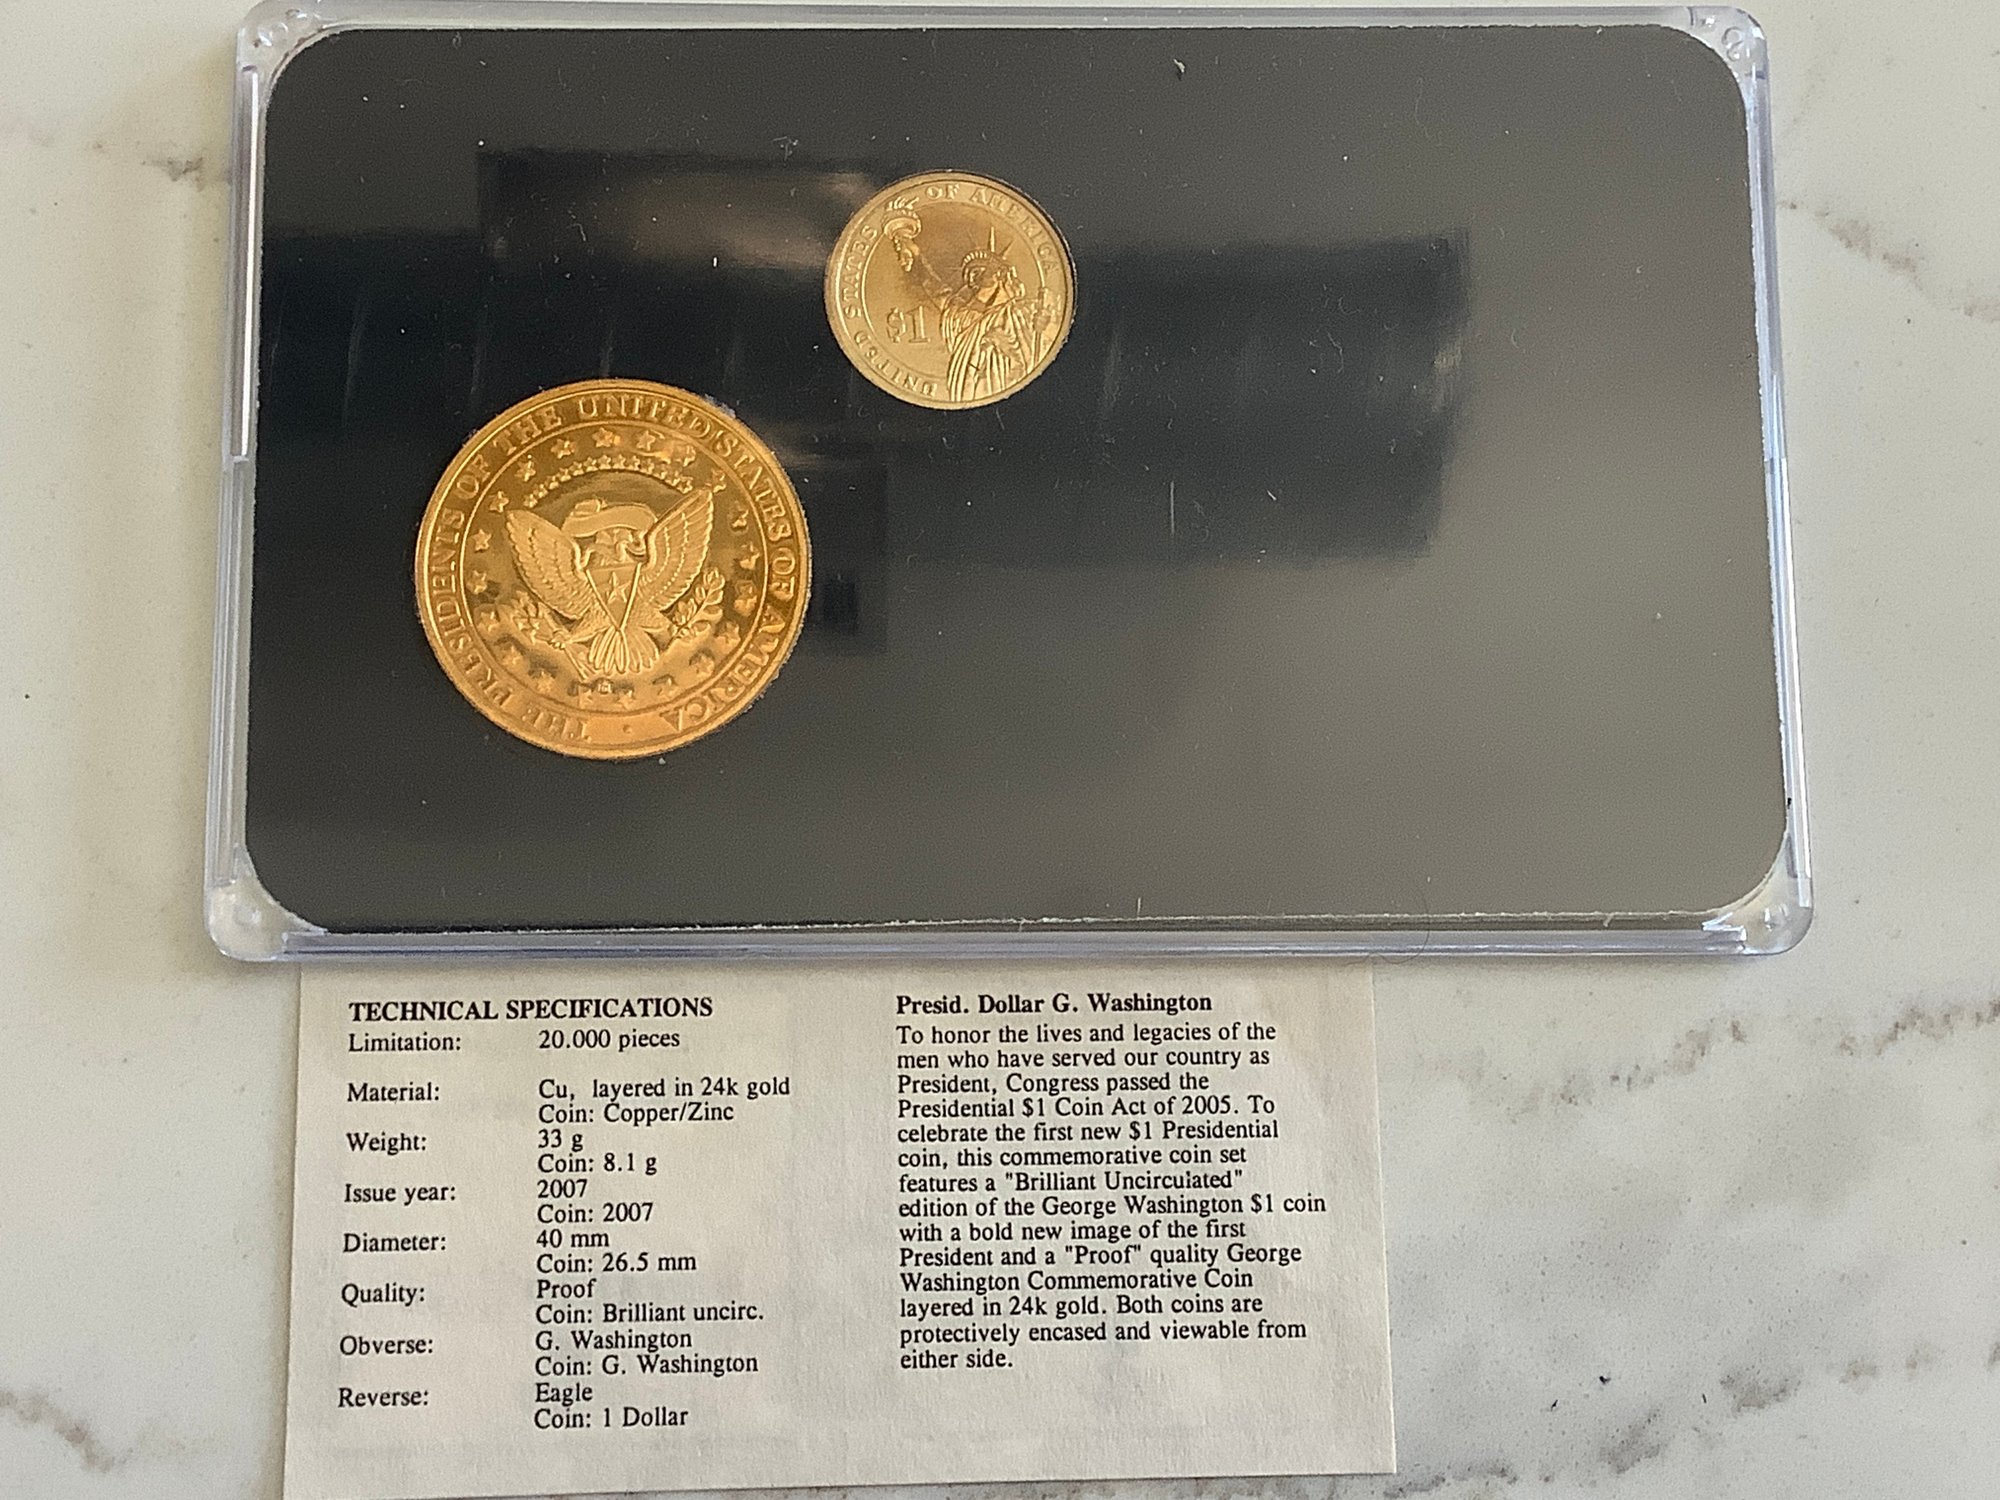 UNITED STATES OF AMERICA
$1
THE PRESIDENTS OF THE UNITED STATES OF AMERICA
TECHNICAL SPECIFICATIONS
Limitation: 20.000 pieces
Material: Cu, layered in 24k gold
Coin: Copper/Zinc
Weight: 33 g
Coin: 8.1 g
Issue year: 2007
Coin: 2007
Diameter: 40 mm
Coin: 26.5 mm
Quality: Proof
Coin: Brilliant uncirc.
Obverse: G. Washington
Coin: G. Washington
Reverse: Eagle
Coin: 1 Dollar
Presid. Dollar G. Washington
To honor the lives and legacies of the
men who have served our country as
President, Congress passed the
Presidential $1 Coin Act of 2005. To
celebrate the first new $1 Presidential
coin, this commemorative coin set
features a "Brilliant Uncirculated"
edition of the George Washington $1 coin
with a bold new image of the first
President and a "Proof" quality George
Washington Commemorative Coin
layered in 24k gold. Both coins are
protectively encased and viewable from
either side.